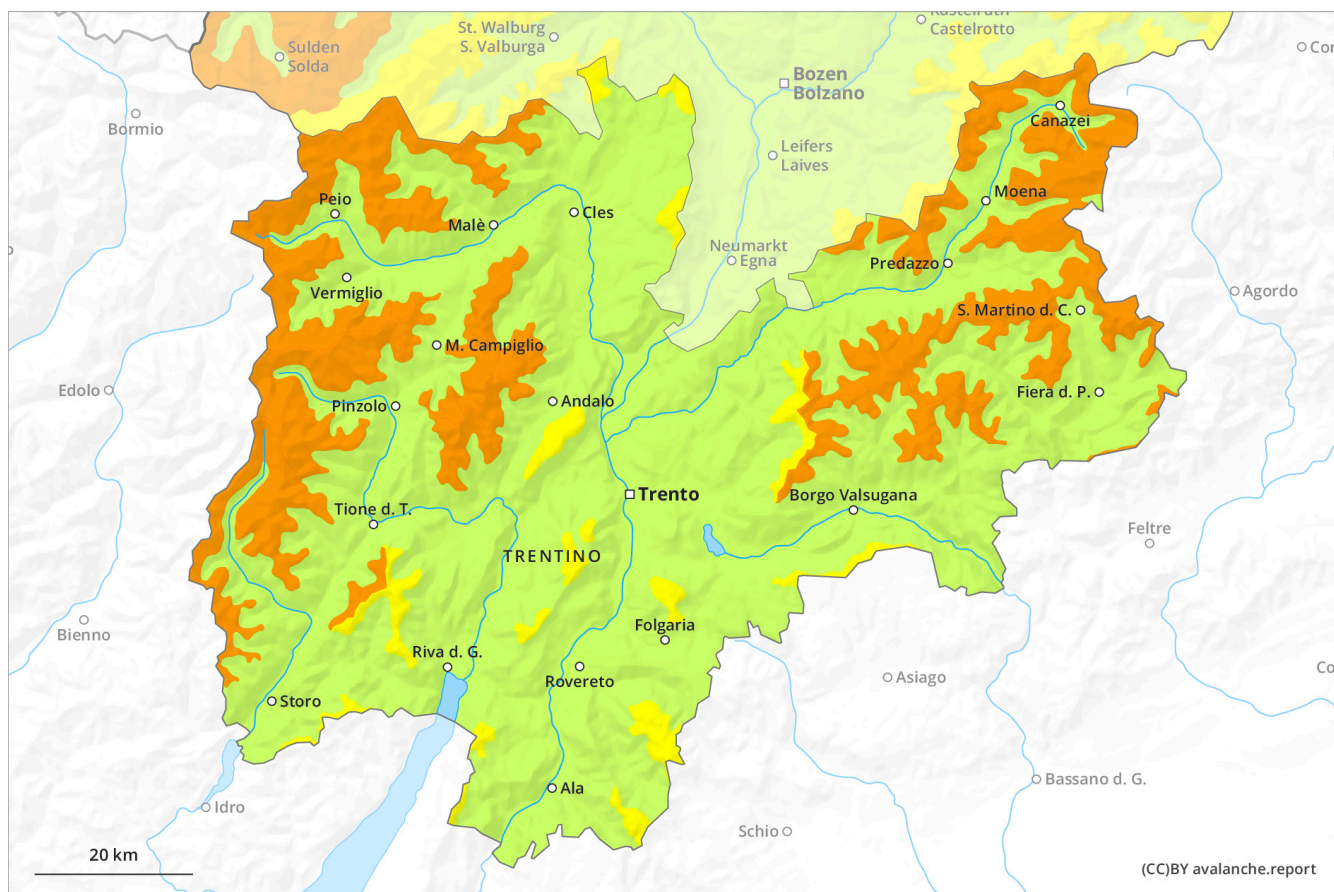 Kastelruth
Castelrotto
St. Walburg
S. Valburga
Sulden
Solda
Cor
Bozen
Bolzano
Bormio
Canazei
Leifers
Laives
Peio
Moena
Malè
Cles
Neumarkt
Egna
Predazzo
Vermiglio
Agordo
S. Martino d. C.
M. Campiglio
Edolo
Pinzolo
Andalo
Fiera d. P.
Trento
Borgo Valsugana
Tione d. T.
Feltre
TRENTINO
Bienno
Folgaria
Riva d. G.
Rovereto
Asiago
Co
Storo
Ala
Bassano d. G.
Idro
Schio
20 km
(CC)BY avalanche.report